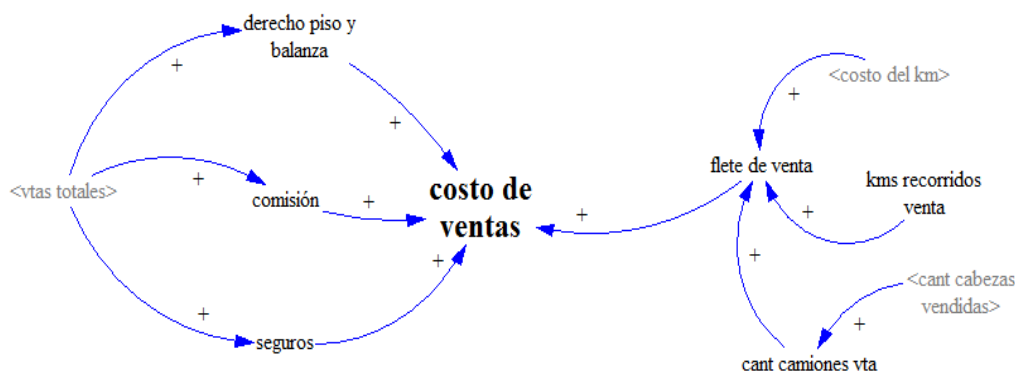 derecho piso y
balanza
+
+
<vtas totales>
+
comisión
+
+
seguros
+
costo de
ventas
+
flete de venta
+
<costo del km>
kms recorridos
venta
+
+
<cant cabezas
vendidas>
+
cant camiones vta